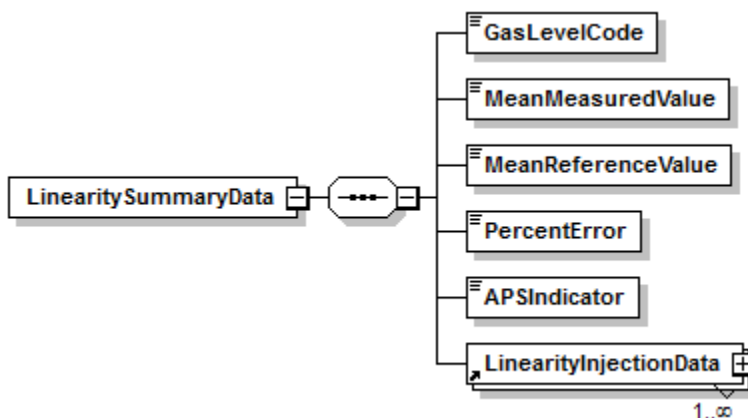 GasLevelCode
MeanMeasuredValue
MeanReferenceValue
LinearitySummaryData
PercentError
APSIndicator
LinearityInjectionData
1..∞